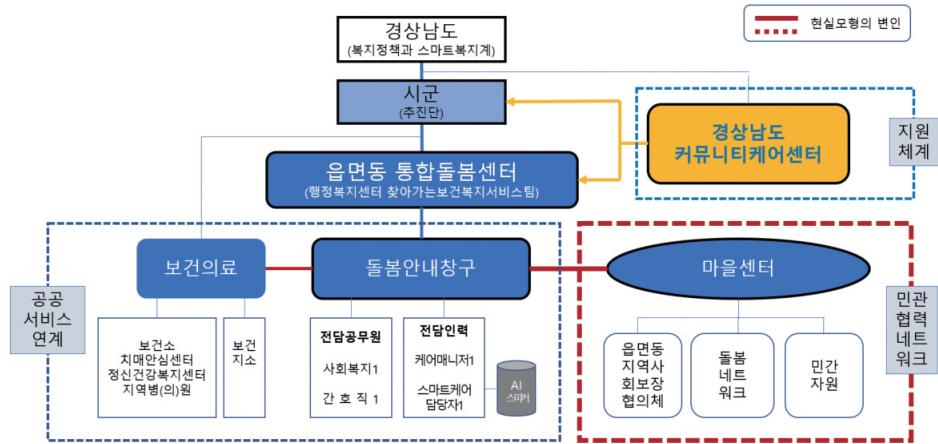 경상남도
(복지정책과 스마트복지계)
현실모형의 변인
시군
(추진단)
경상남도
커뮤니티케어센터
지원
체계
읍면동 통합돌봄센터
(행정복지센터 찾아가는보건복지서비스팀)
보건의료
돌봄안내창구
마을센터
공공
서비스
연계
민관
협력
네트
워크
보건소
치매안심센터
정신건강복지센터
지역병(의)원
보건
지소
전담공무원
사회복지1
간 호 직 1
전담인력
케어매니저1
스마트케어
담당자1
AI
스피커
읍면동
지역사
회보장
협의체
돌봄
네트
워크
민간
자원